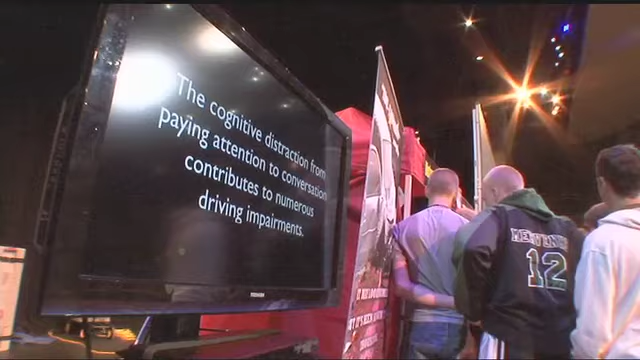 The cognitive distraction from
paying attention to conversation
contributes to numerous
driving impairments.
12